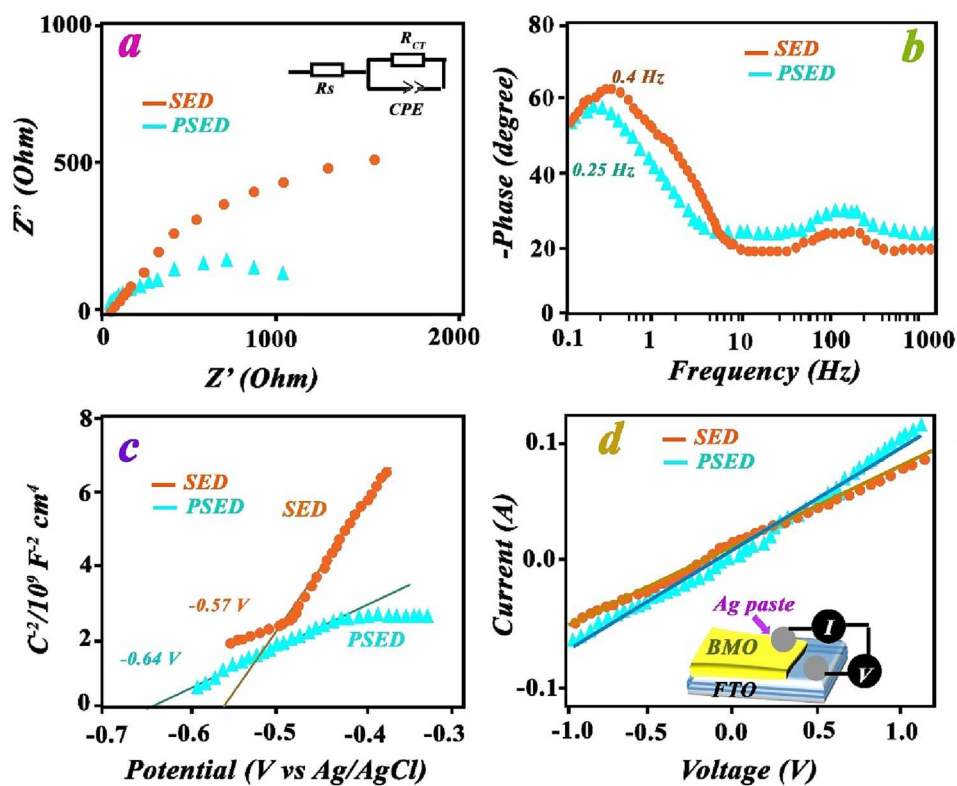 a
1000
500
0
0
1000
2000
Z” (Ohm)
Z’ (Ohm)
SED
PSED
Rs
R_CT
CPE
b
80
60
40
20
0
0.1
1
10
100
1000
-Phase (degree)
Frequency (Hz)
SED
PSED
0.4 Hz
0.25 Hz
c
8
6
4
2
0
-0.7
-0.6
-0.5
-0.4
-0.3
C⁻²/10⁹ F⁻² cm⁴
Potential (V vs Ag/AgCl)
SED
PSED
SED
PSED
-0.57 V
-0.64 V
d
0.1
0.0
-0.1
-1.0
-0.5
0.0
0.5
1.0
Current (A)
Voltage (V)
SED
PSED
Ag paste
BMO
FTO
I
V